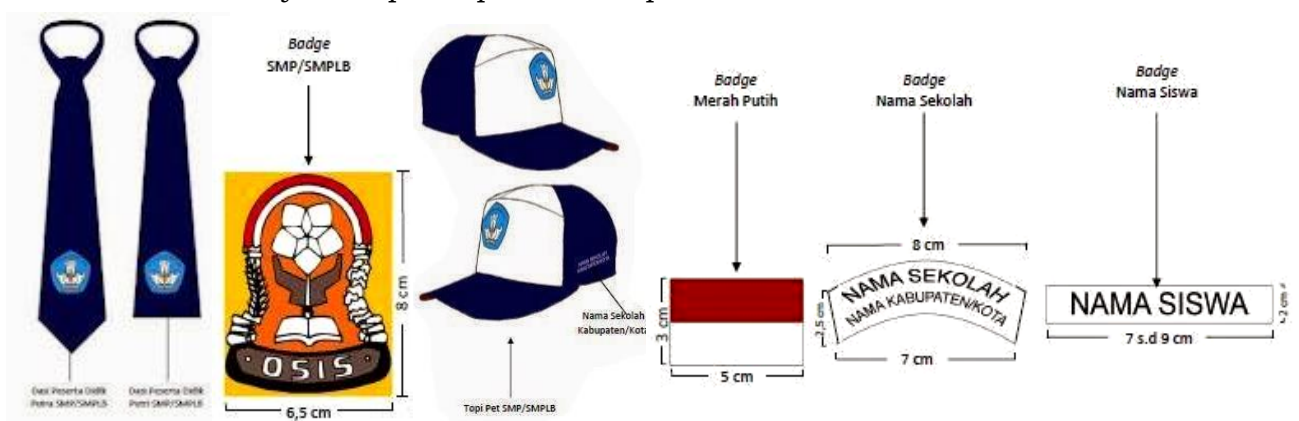 Dasi Peserta Didik
Putra SMP/SMPLB
Dasi Peserta Didik
Putri SMP/SMPLB
Badge
SMP/SMPLB
OSIS
8 cm
6,5 cm
Nama Sekolah
Kabupaten/Kota
Topi Pet SMP/SMPLB
Badge
Merah Putih
3 cm
5 cm
Badge
Nama Sekolah
8 cm
NAMA SEKOLAH
NAMA KABUPATEN/KOTA
2,5 cm
7 cm
Badge
Nama Siswa
NAMA SISWA
2 cm
7 s.d 9 cm